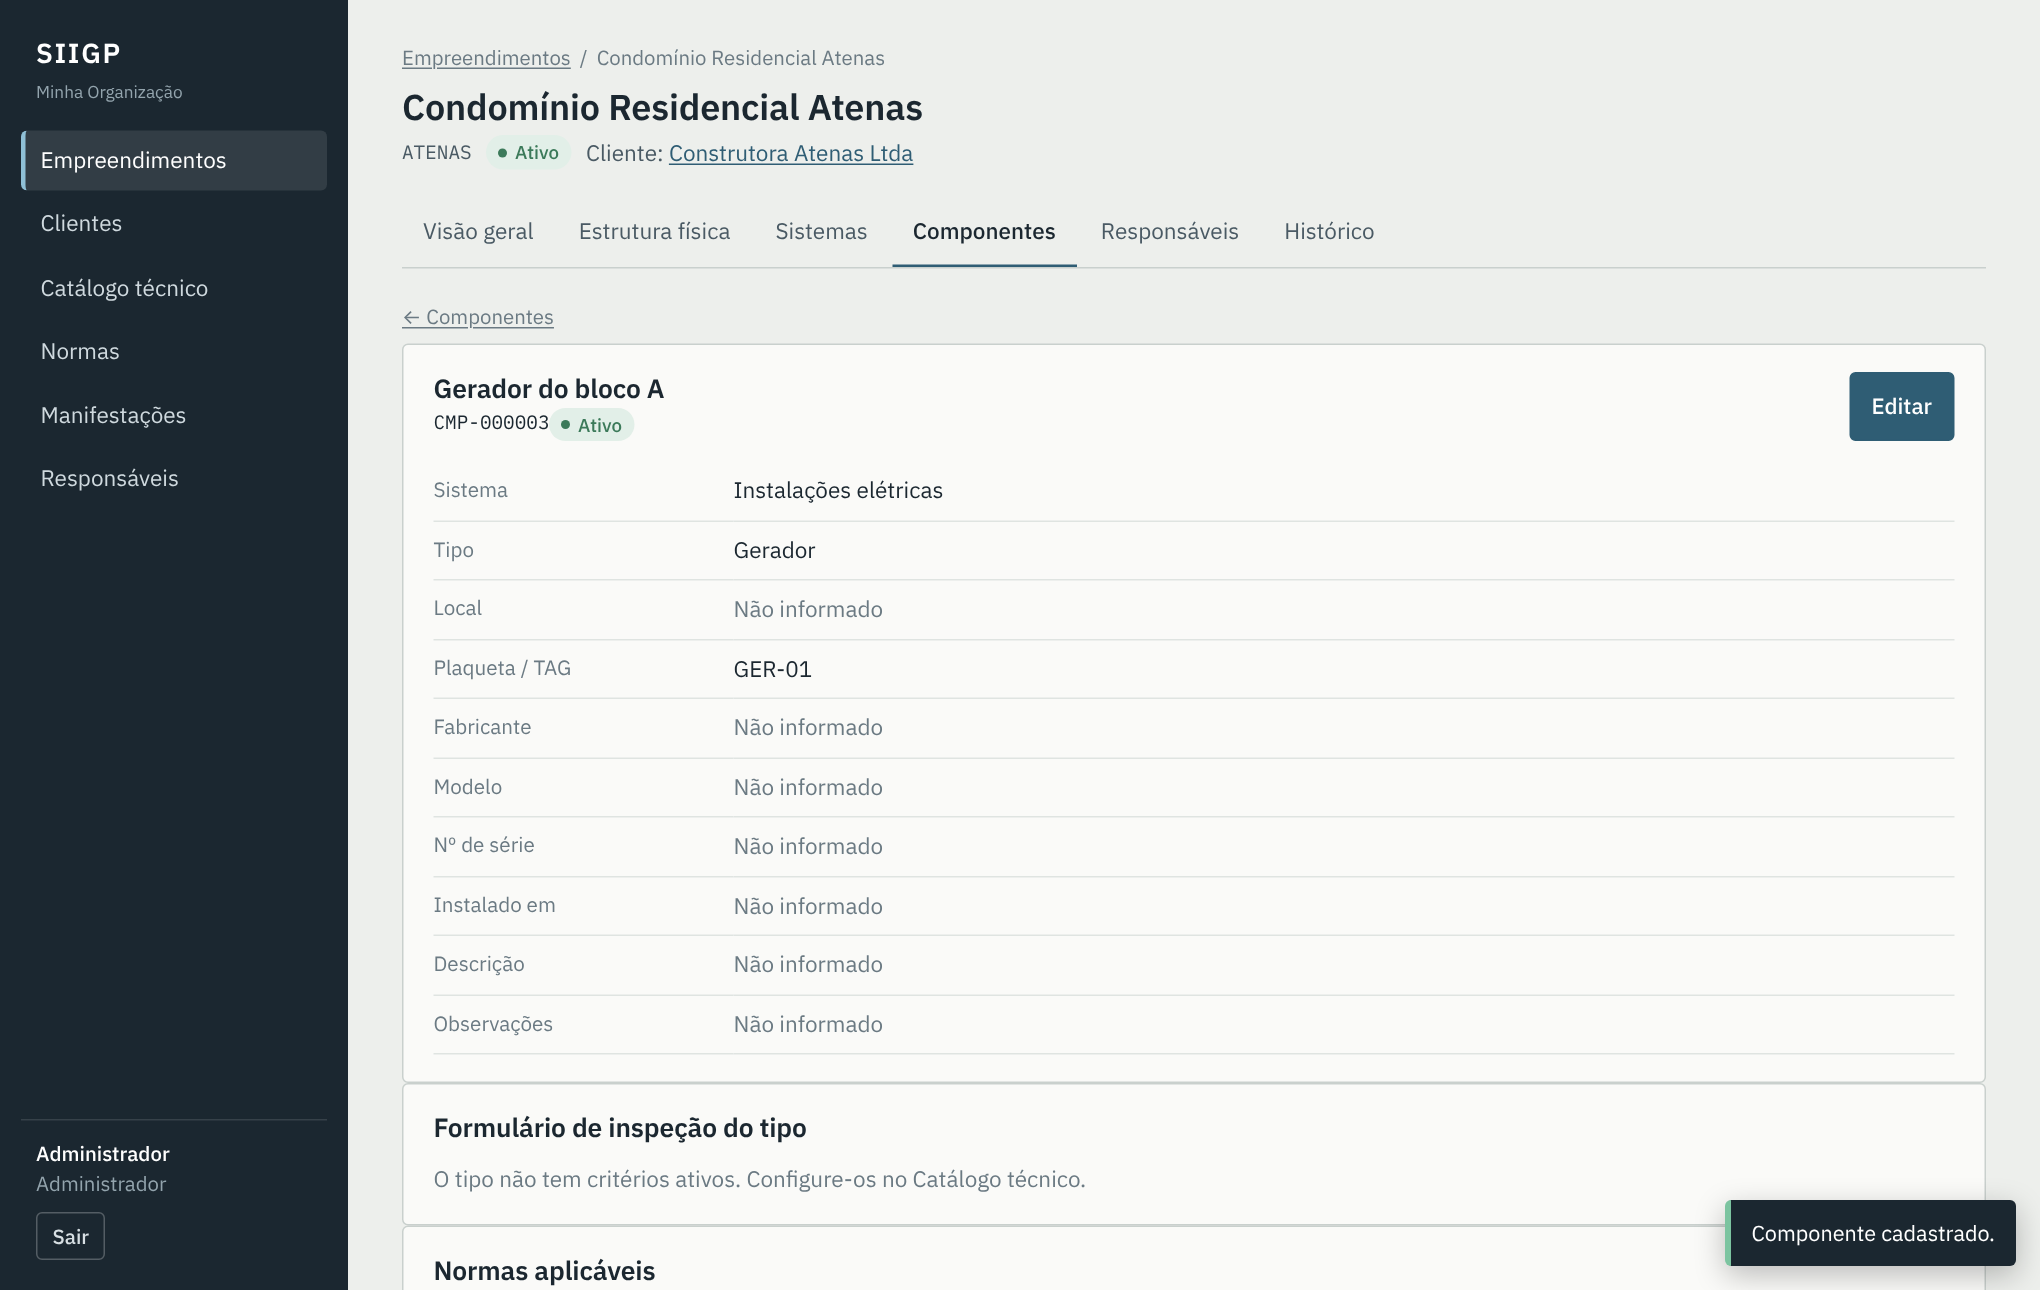 SIIGP
Minha Organização
Empreendimentos
Clientes
Catálogo técnico
Normas
Manifestações
Responsáveis
Administrador
Administrador
Sair
Empreendimentos / Condomínio Residencial Atenas
Condomínio Residencial Atenas
ATENAS Ativo Cliente: Construtora Atenas Ltda
Visão geral Estrutura física Sistemas Componentes Responsáveis Histórico
← Componentes
Gerador do bloco A
CMP-000003 Ativo
Editar
Sistema Instalações elétricas
Tipo Gerador
Local Não informado
Plaqueta / TAG GER-01
Fabricante Não informado
Modelo Não informado
Nº de série Não informado
Instalado em Não informado
Descrição Não informado
Observações Não informado
Formulário de inspeção do tipo
O tipo não tem critérios ativos. Configure-os no Catálogo técnico.
Normas aplicáveis
Componente cadastrado.